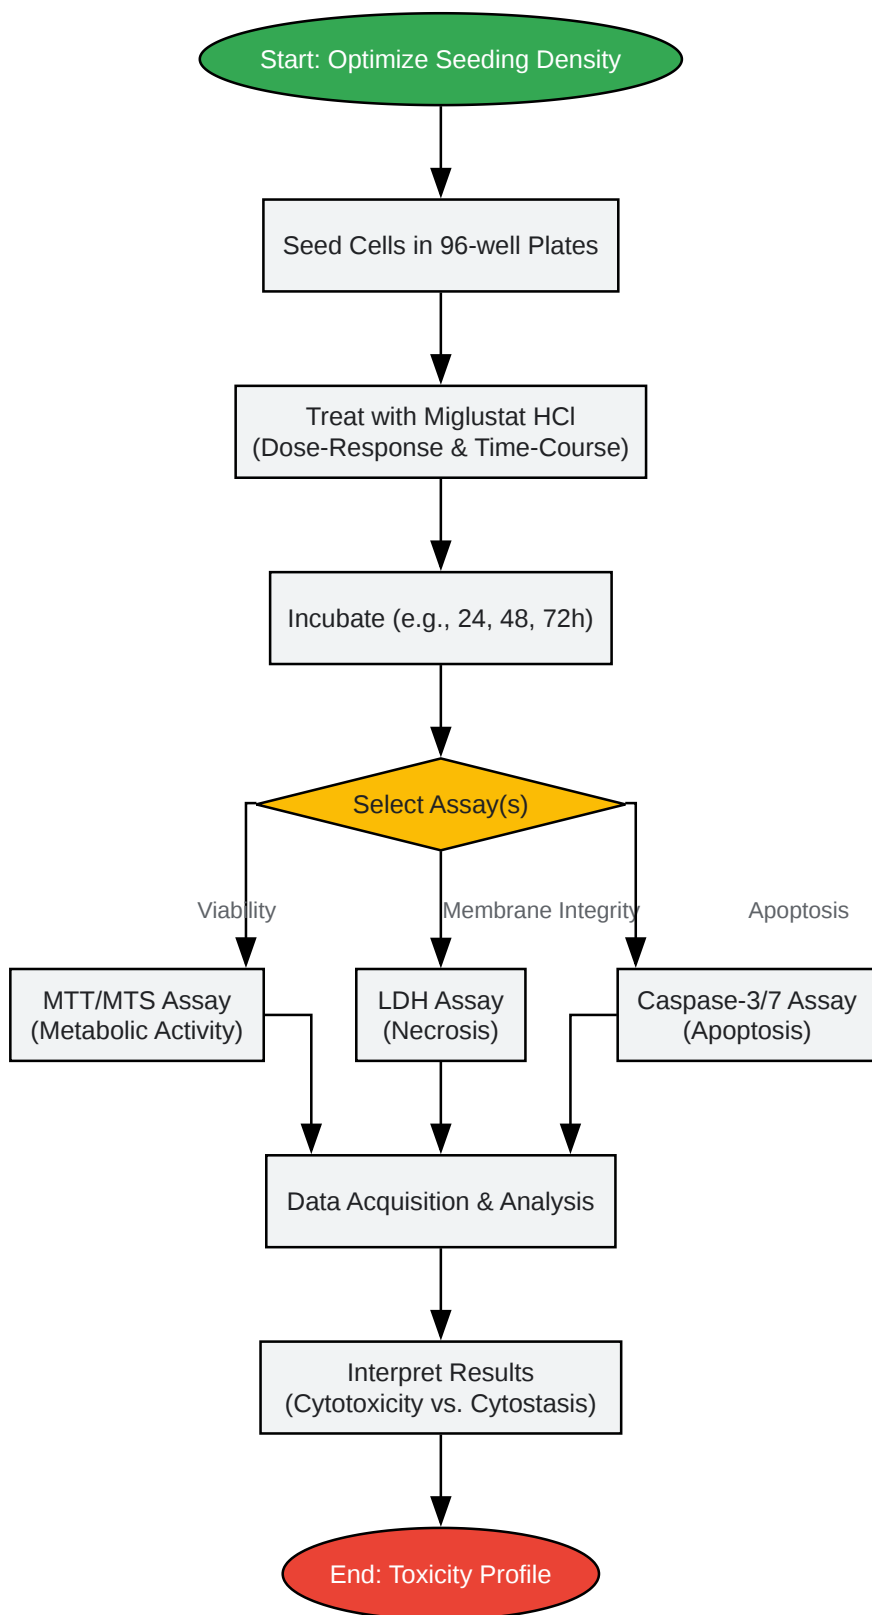 Start: Optimize Seeding Density
Seed Cells in 96-well Plates
Treat with Miglustat HCl
(Dose-Response & Time-Course)
Incubate (e.g., 24, 48, 72h)
Select Assay(s)
Viability
Membrane Integrity
Apoptosis
MTT/MTS Assay
(Metabolic Activity)
LDH Assay
(Necrosis)
Caspase-3/7 Assay
(Apoptosis)
Data Acquisition & Analysis
Interpret Results
(Cytotoxicity vs. Cytostasis)
End: Toxicity Profile